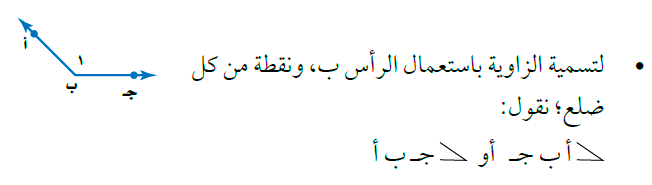 أ
١
ب
جـ
• لتسمية الزاوية باستعمال الرأس ب، ونقطة من كل
ضلع؛ نقول:
∠ أ ب جـ أو ∠ جـ ب أ